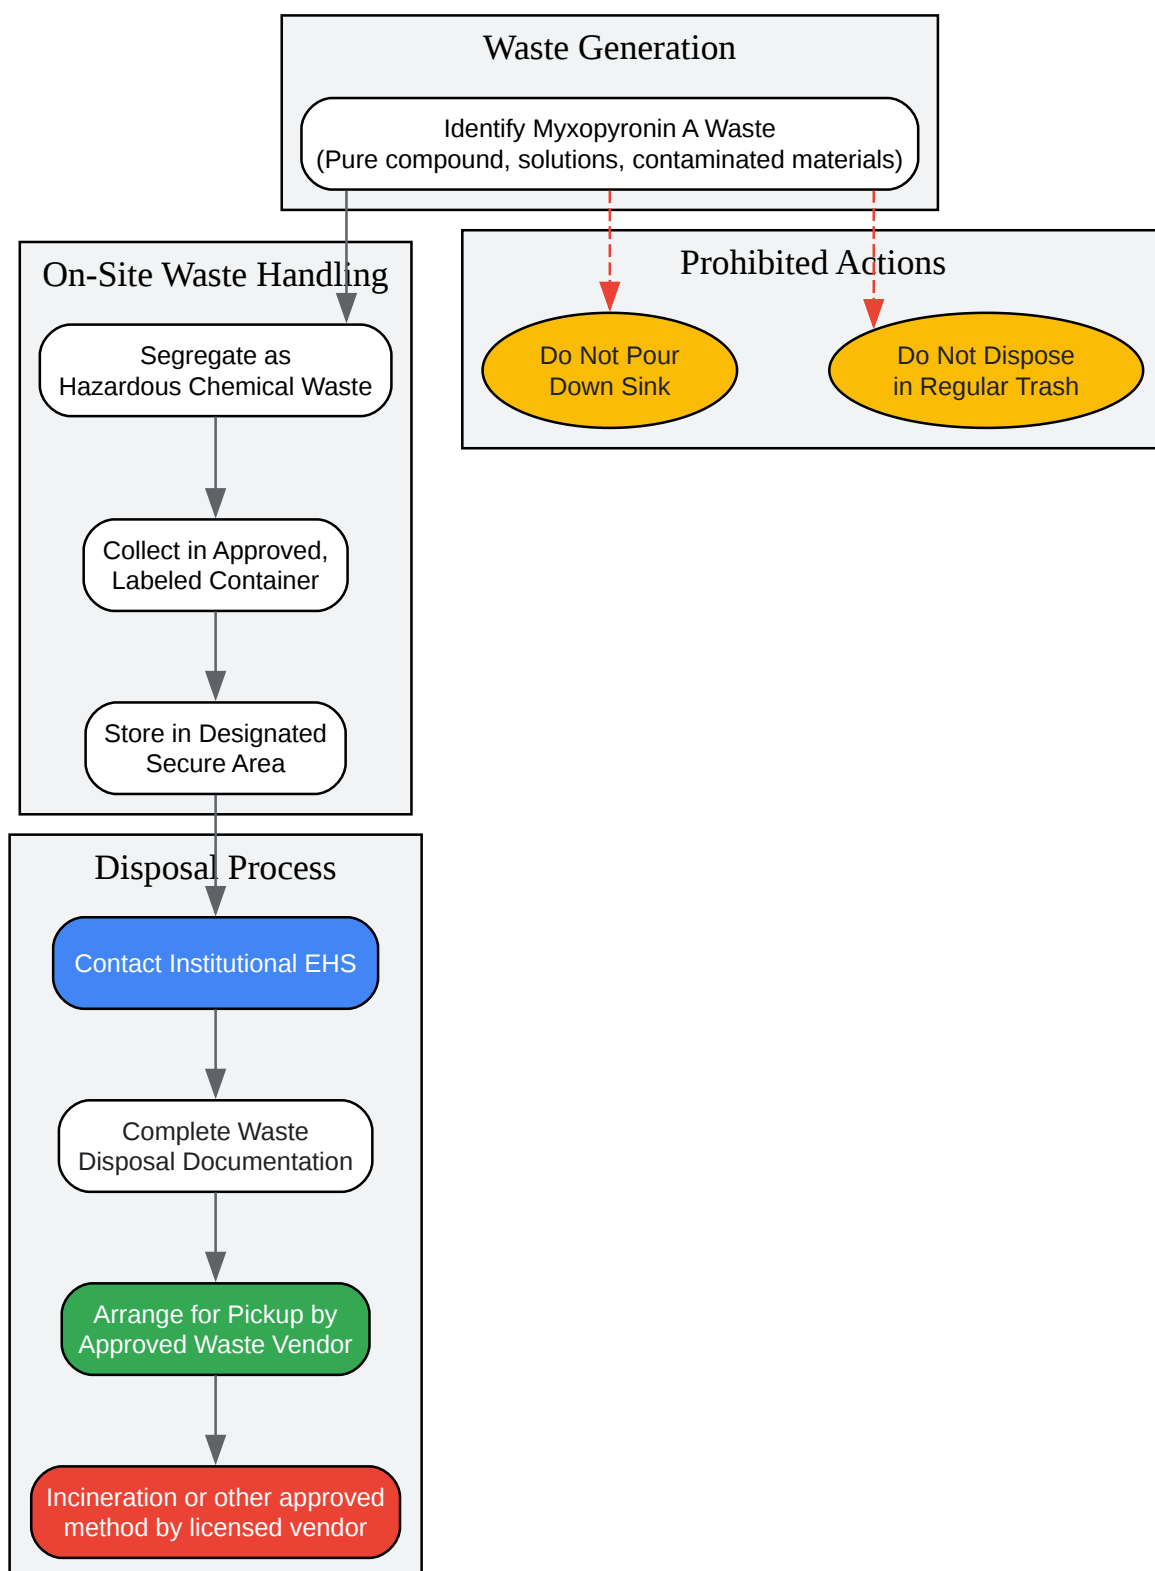 Waste Generation
Identify Myxopyronin A Waste
(Pure compound, solutions, contaminated materials)
On-Site Waste Handling
Segregate as
Hazardous Chemical Waste
Collect in Approved,
Labeled Container
Store in Designated
Secure Area
Prohibited Actions
Do Not Pour
Down Sink
Do Not Dispose
in Regular Trash
Disposal Process
Contact Institutional EHS
Complete Waste
Disposal Documentation
Arrange for Pickup by
Approved Waste Vendor
Incineration or other approved
method by licensed vendor